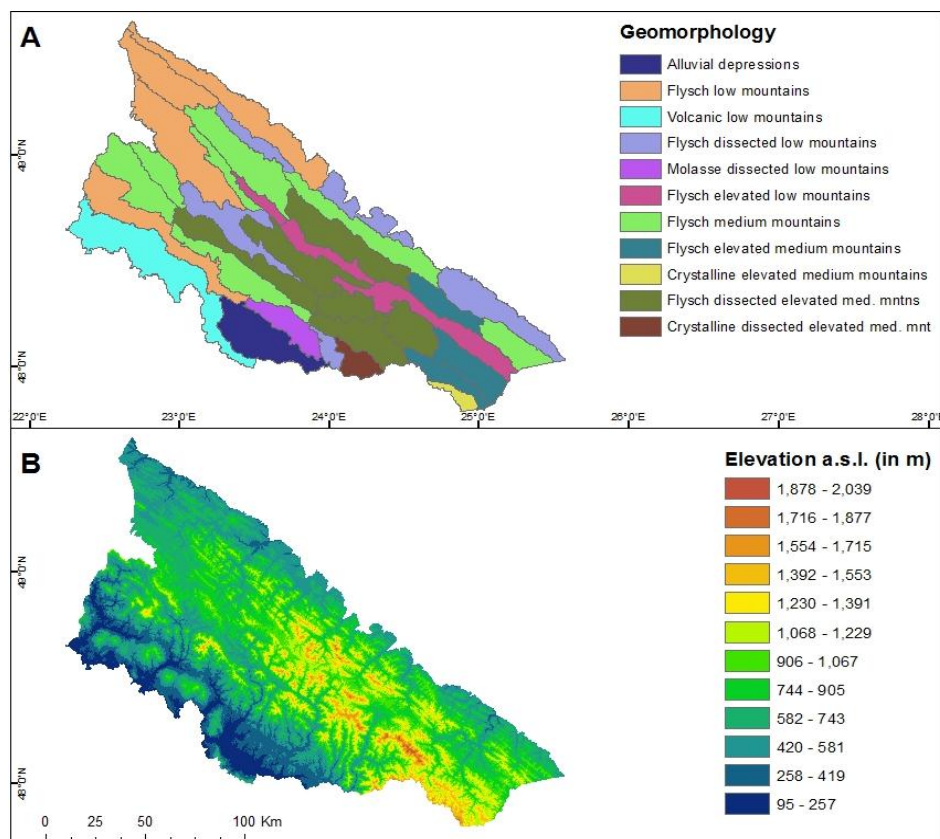 A
Geomorphology
Alluvial depressions
Flysch low mountains
Volcanic low mountains
Flysch dissected low mountains
Molasse dissected low mountains
Flysch elevated low mountains
Flysch medium mountains
Flysch elevated medium mountains
Crystalline elevated medium mountains
Flysch dissected elevated med. mntns
Crystalline dissected elevated med. mnt
49°0'N
48°0'N
22°0'E 23°0'E 24°0'E 25°0'E 26°0'E 27°0'E 28°0
B
Elevation a.s.l. (in m)
1,878 - 2,039
1,716 - 1,877
1,554 - 1,715
1,392 - 1,553
1,230 - 1,391
1,068 - 1,229
906 - 1,067
744 - 905
582 - 743
420 - 581
258 - 419
95 - 257
49°0'N
48°0'N
0 25 50 100 Km